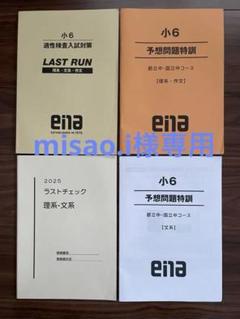 小6
適性検査入試対策
LAST RUN
理系・文系・作文
ena
小6
予想問題特訓
都立中・国立中コース
【理系・作文】
ena
misao.i様専用
2025
ラストチェック
理系・文系
小6
予想問題特訓
都立中・国立中コース
【文系】
ena